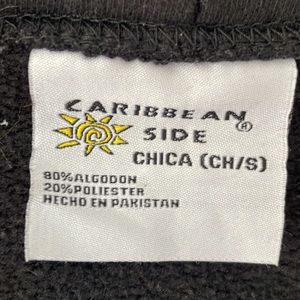 CARIBBEAN
SIDE ®
CHICA (CH/S)
80%ALGODON
20%POLIESTER
HECHO EN PAKISTAN